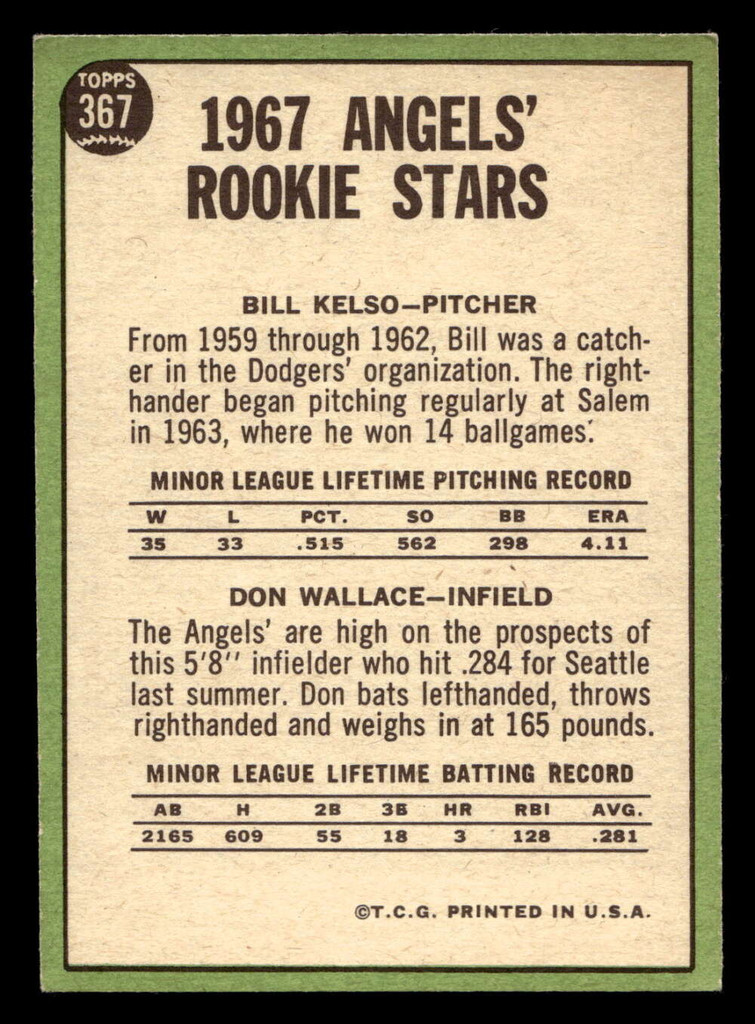 TOPPS
367
1967 ANGELS'
ROOKIE STARS
BILL KELSO—PITCHER
From 1959 through 1962, Bill was a catch-
er in the Dodgers' organization. The right-
hander began pitching regularly at Salem
in 1963, where he won 14 ballgames.
MINOR LEAGUE LIFETIME PITCHING RECORD
W L PCT. SO BB ERA
35 33 .515 562 298 4.11
DON WALLACE—INFIELD
The Angels' are high on the prospects of
this 5'8'' infielder who hit .284 for Seattle
last summer. Don bats lefthanded, throws
righthanded and weighs in at 165 pounds.
MINOR LEAGUE LIFETIME BATTING RECORD
AB H 2B 3B HR RBI AVG.
2165 609 55 18 3 128 .281
©T.C.G. PRINTED IN U.S.A.